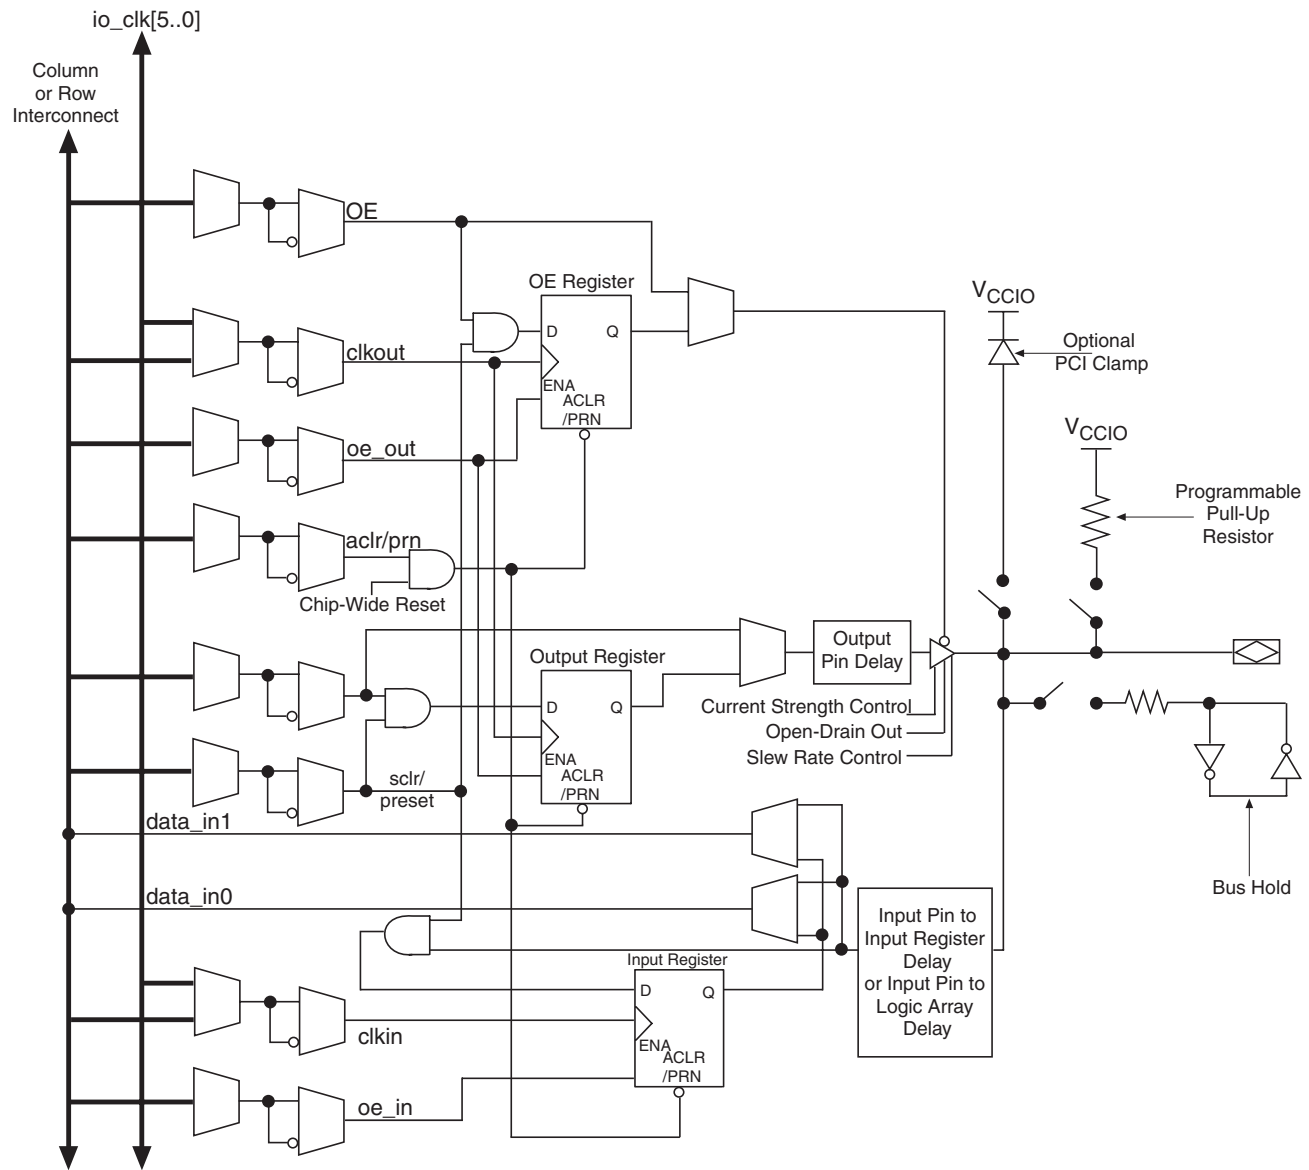 io_clk[5..0]
Column
or Row
Interconnect
OE
OE Register
D
Q
ENA
ACLR
/PRN
clkout
oe_out
aclr/prn
Chip-Wide Reset
VCCIO
Optional
PCI Clamp
VCCIO
Programmable
Pull-Up
Resistor
Output Register
D
Q
ENA
ACLR
/PRN
Output
Pin Delay
Current Strength Control
Open-Drain Out
Slew Rate Control
sclr/
preset
data_in1
data_in0
Bus Hold
Input Pin to
Input Register
Delay
or Input Pin to
Logic Array
Delay
Input Register
D
Q
ENA
ACLR
/PRN
clkin
oe_in